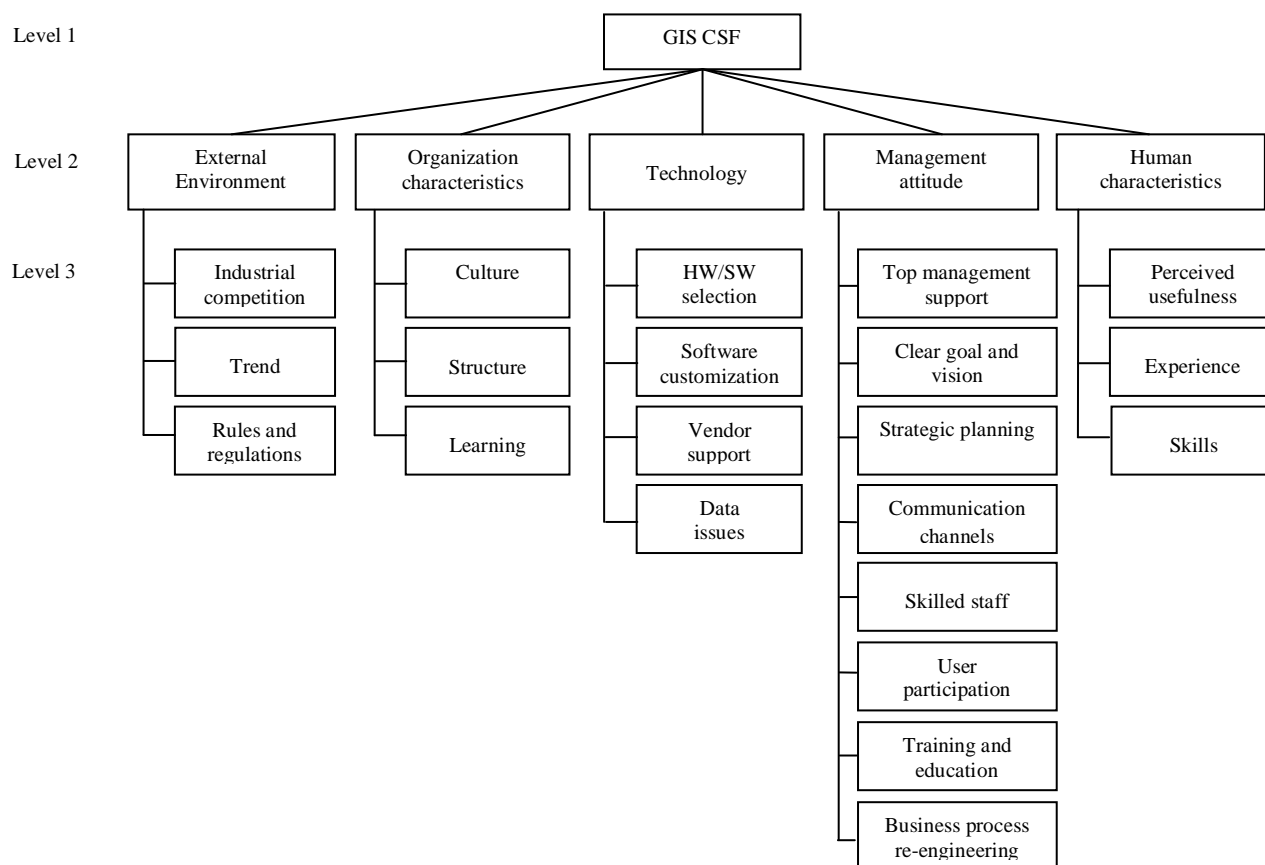 Level 1
GIS CSF
Level 2
External
Environment
Organization
characteristics
Technology
Management
attitude
Human
characteristics
Level 3
Industrial
competition
Trend
Rules and
regulations
Culture
Structure
Learning
HW/SW
selection
Software
customization
Vendor
support
Data
issues
Top management
support
Clear goal and
vision
Strategic planning
Communication
channels
Skilled staff
User
participation
Training and
education
Business process
re-engineering
Perceived
usefulness
Experience
Skills